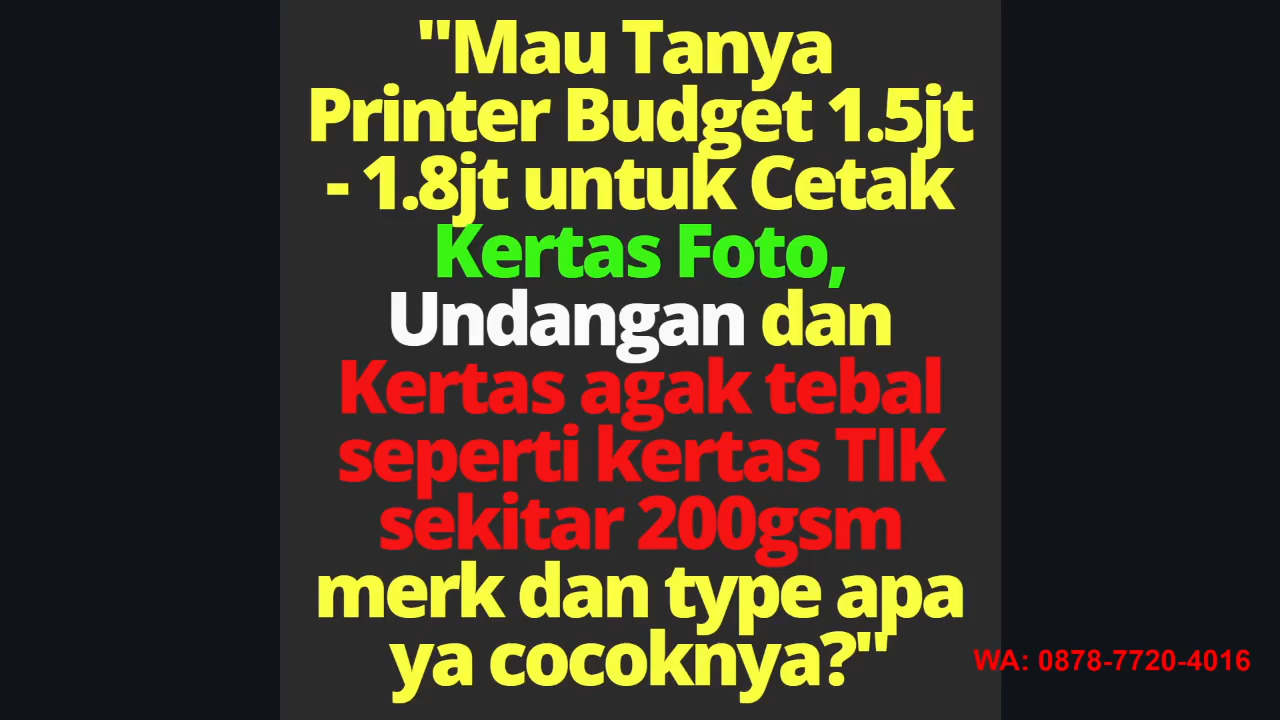 "Mau Tanya
Printer Budget 1.5jt
- 1.8jt untuk Cetak
Kertas Foto,
Undangan dan
Kertas agak tebal
seperti kertas TIK
sekitar 200gsm
merk dan type apa
ya cocoknya?"
WA: 0878-7720-4016